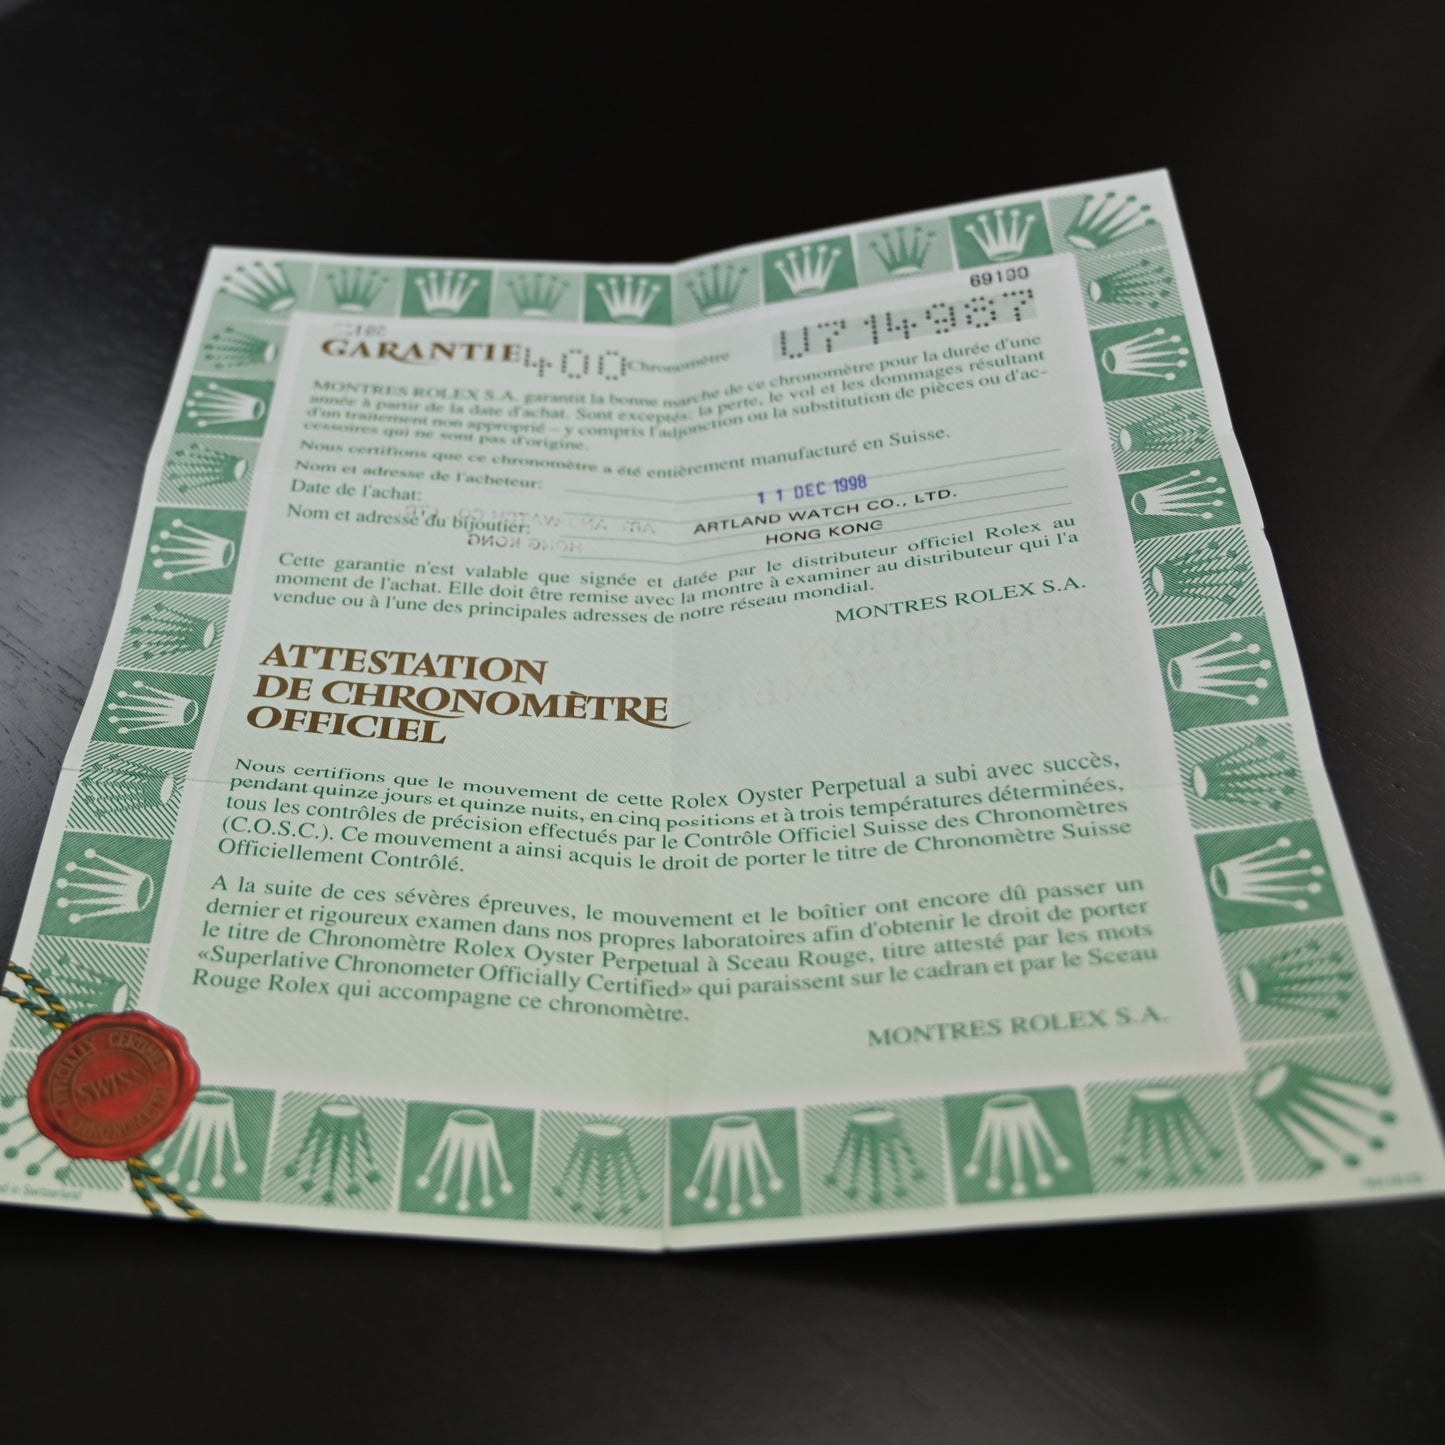 69190
U714987
GARANTIE 400 Chronomètre
MONTRES ROLEX S.A. garantit la bonne marche de ce chronomètre pour la durée d'une
année à partir de la date d'achat. Sont exceptés: la perte, le vol et les dommages résultant
d'un traitement non approprié – y compris l'adjonction ou la substitution de pièces ou d'ac-
cessoires qui ne sont pas d'origine.
Nous certifions que ce chronomètre a été entièrement manufacturé en Suisse.
Nom et adresse de l'acheteur:
Date de l'achat: 1 1 DEC 1998
Nom et adresse du bijoutier: ARTLAND WATCH CO., LTD.
HONG KONG
Cette garantie n'est valable que signée et datée par le distributeur officiel Rolex au
moment de l'achat. Elle doit être remise avec la montre à examiner au distributeur qui l'a
vendue ou à l'une des principales adresses de notre réseau mondial.
MONTRES ROLEX S.A.
ATTESTATION
DE CHRONOMÈTRE
OFFICIEL
Nous certifions que le mouvement de cette Rolex Oyster Perpetual a subi avec succès,
pendant quinze jours et quinze nuits, en cinq positions et à trois températures déterminées,
tous les contrôles de précision effectués par le Contrôle Officiel Suisse des Chronomètres
(C.O.S.C.). Ce mouvement a ainsi acquis le droit de porter le titre de Chronomètre Suisse
Officiellement Contrôlé.
A la suite de ces sévères épreuves, le mouvement et le boîtier ont encore dû passer un
dernier et rigoureux examen dans nos propres laboratoires afin d'obtenir le droit de porter
le titre de Chronomètre Rolex Oyster Perpetual à Sceau Rouge, titre attesté par les mots
«Superlative Chronometer Officially Certified» qui paraissent sur le cadran et par le Sceau
Rouge Rolex qui accompagne ce chronomètre.
MONTRES ROLEX S.A.
OFFICIALLY CERTIFIED
SWISS
CHRONOMETER
in Switzerland